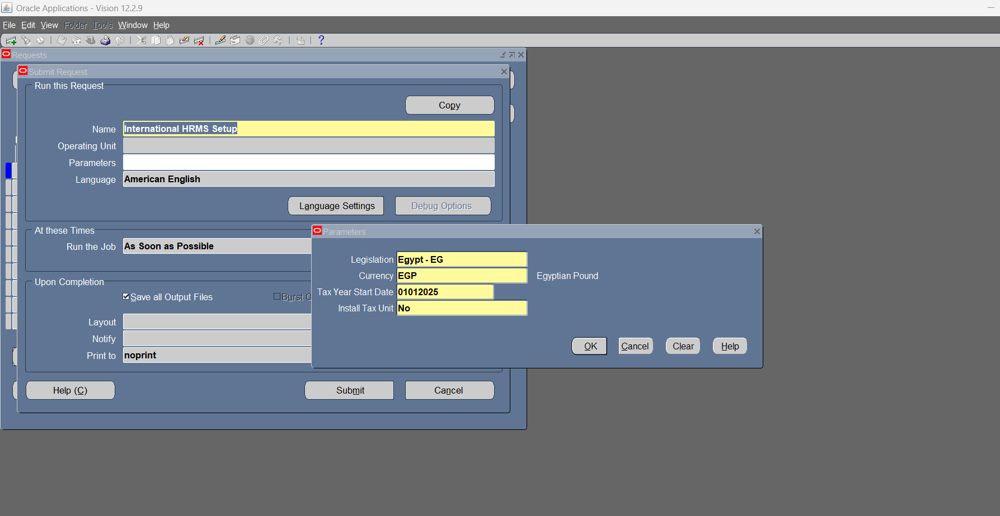 Oracle Applications - Vision 12.2.9
File Edit View Folder Tools Window Help
Requests
Submit Request
Run this Request
Copy
Name International HRMS Setup
Operating Unit
Parameters
Language American English
Language Settings Debug Options
At these Times
Run the Job As Soon as Possible
Upon Completion
Save all Output Files Burst
Layout
Notify
Print to noprint
Help (C) Submit Cancel
Parameters
Legislation Egypt - EG
Currency EGP Egyptian Pound
Tax Year Start Date 01012025
Install Tax Unit No
OK Cancel Clear Help